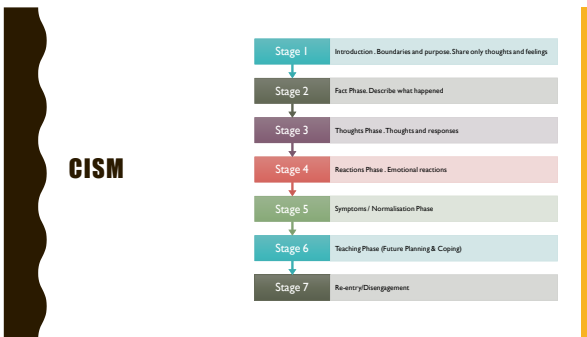 CISM
Stage 1
Introduction. Boundaries and purpose. Share only thoughts and feelings
Stage 2
Fact Phase. Describe what happened
Stage 3
Thoughts Phase. Thoughts and responses
Stage 4
Reactions Phase. Emotional reactions
Stage 5
Symptoms / Normalisation Phase
Stage 6
Teaching Phase (Future Planning & Coping)
Stage 7
Re-entry/Disengagement